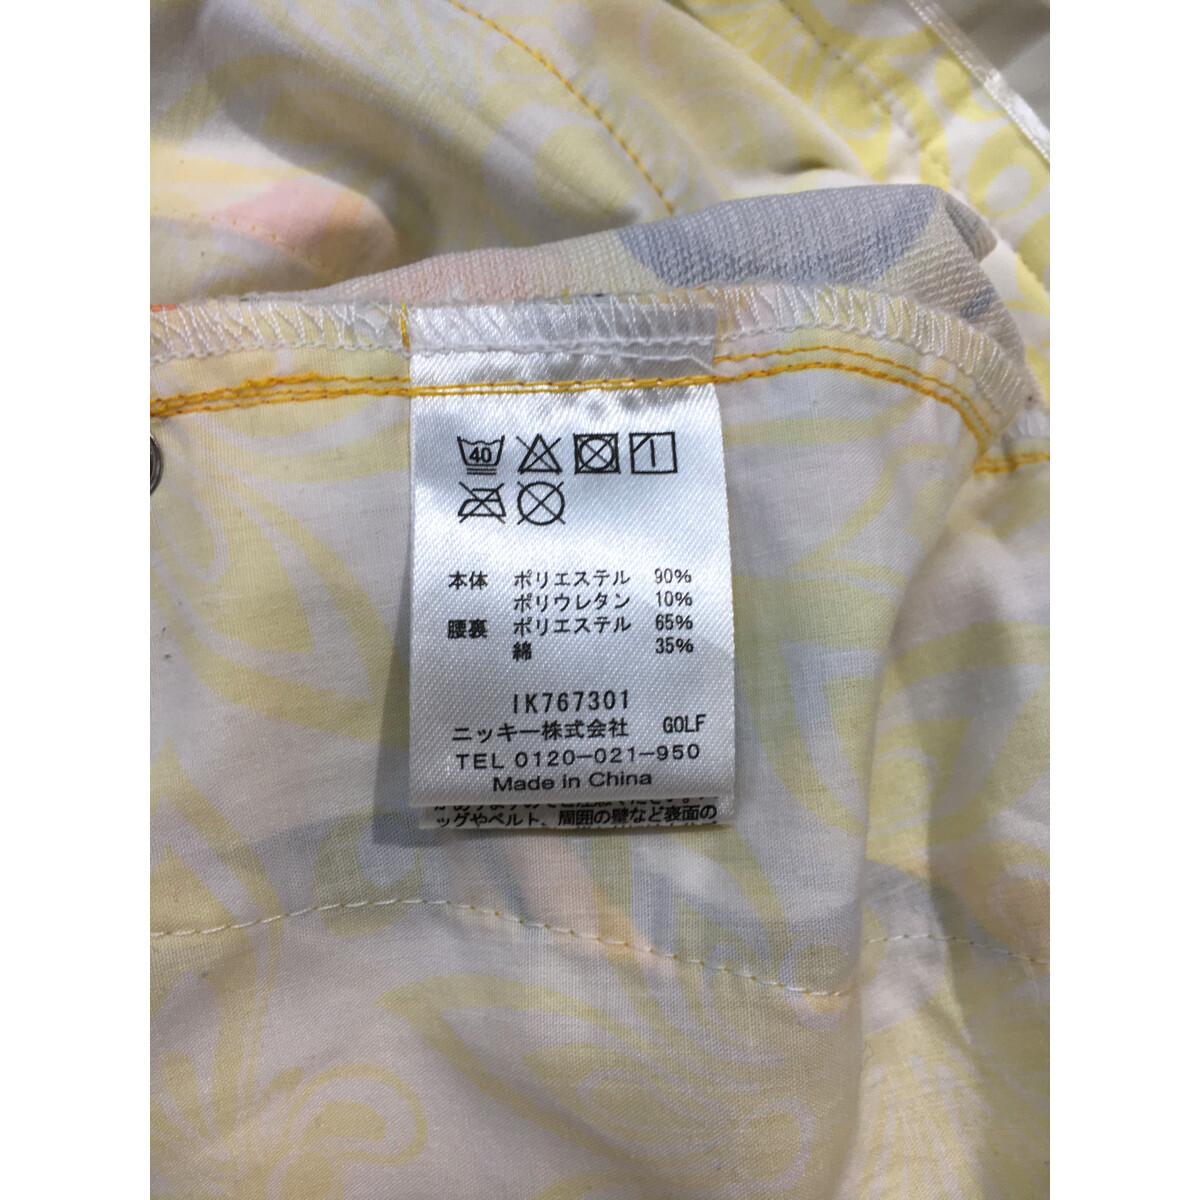 40
本体 ポリエステル 90%
ポリウレタン 10%
腰裏 ポリエステル 65%
綿 35%
IK767301
ニッキー株式会社 GOLF
TEL 0120-021-950
Made in China
ッグやベルト、周囲の壁など表面の